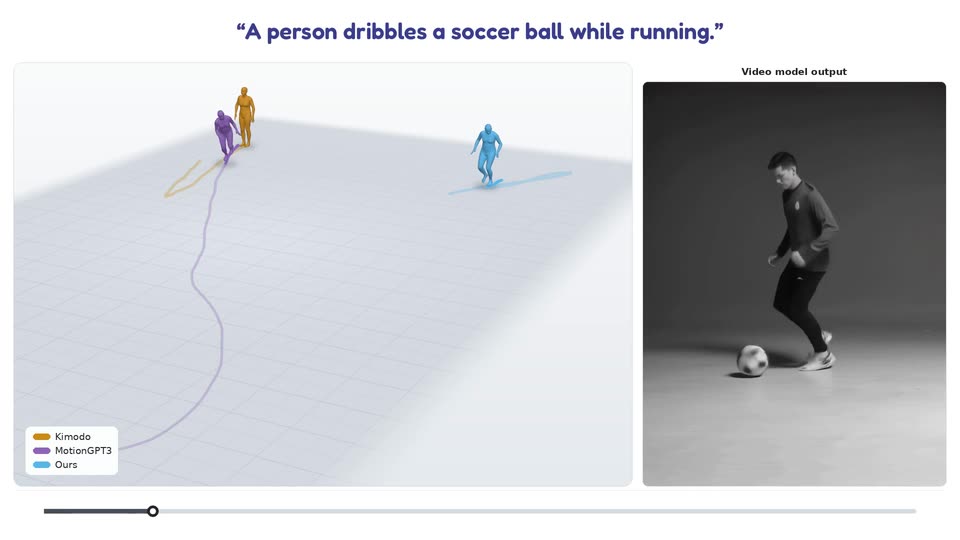 “A person dribbles a soccer ball while running.”
Video model output
Kimodo
MotionGPT3
Ours